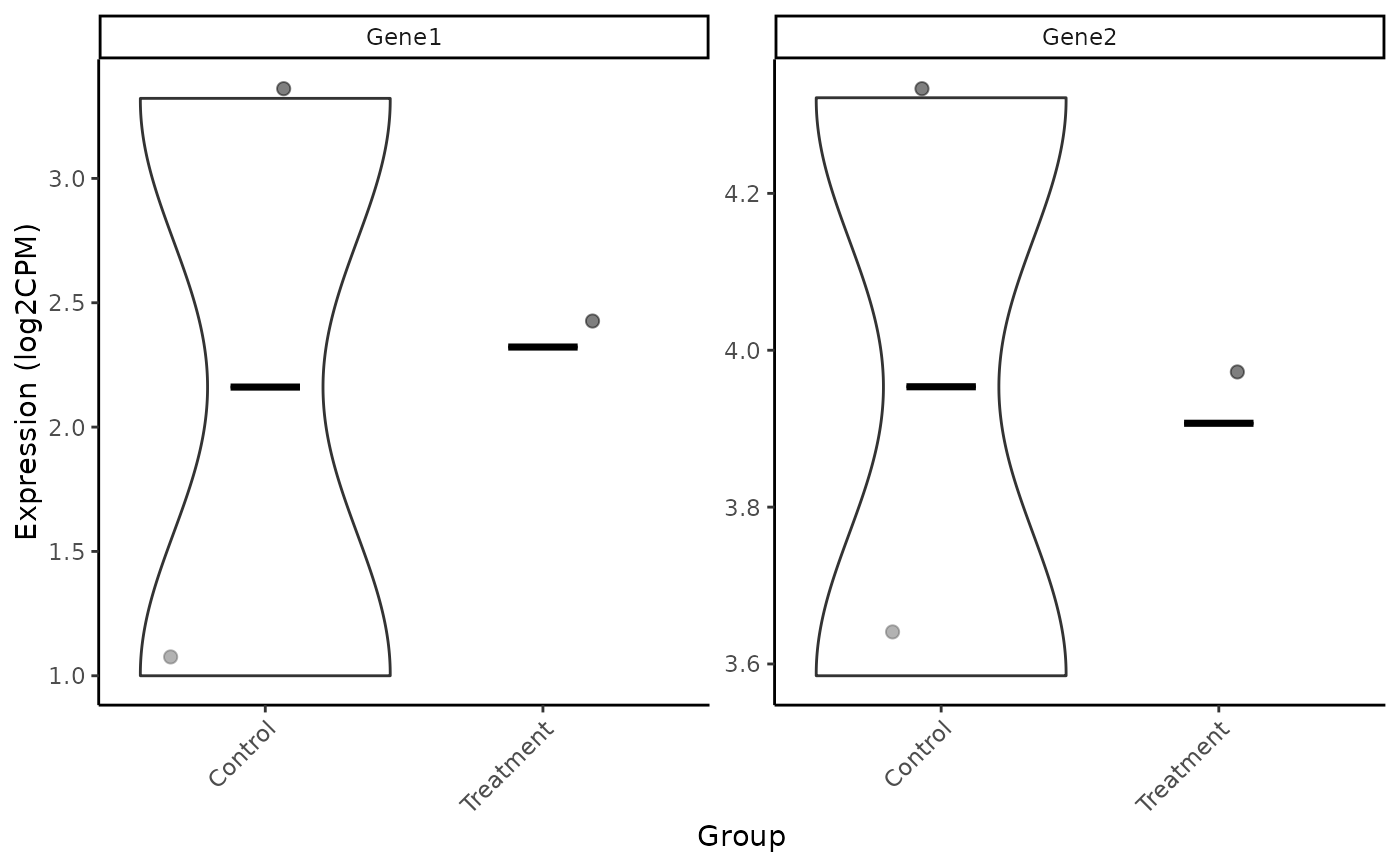 Gene1
Gene2
Expression (log2CPM)
3.0
2.5
2.0
1.5
1.0
4.2
4.0
3.8
3.6
Control
Treatment
Control
Treatment
Group